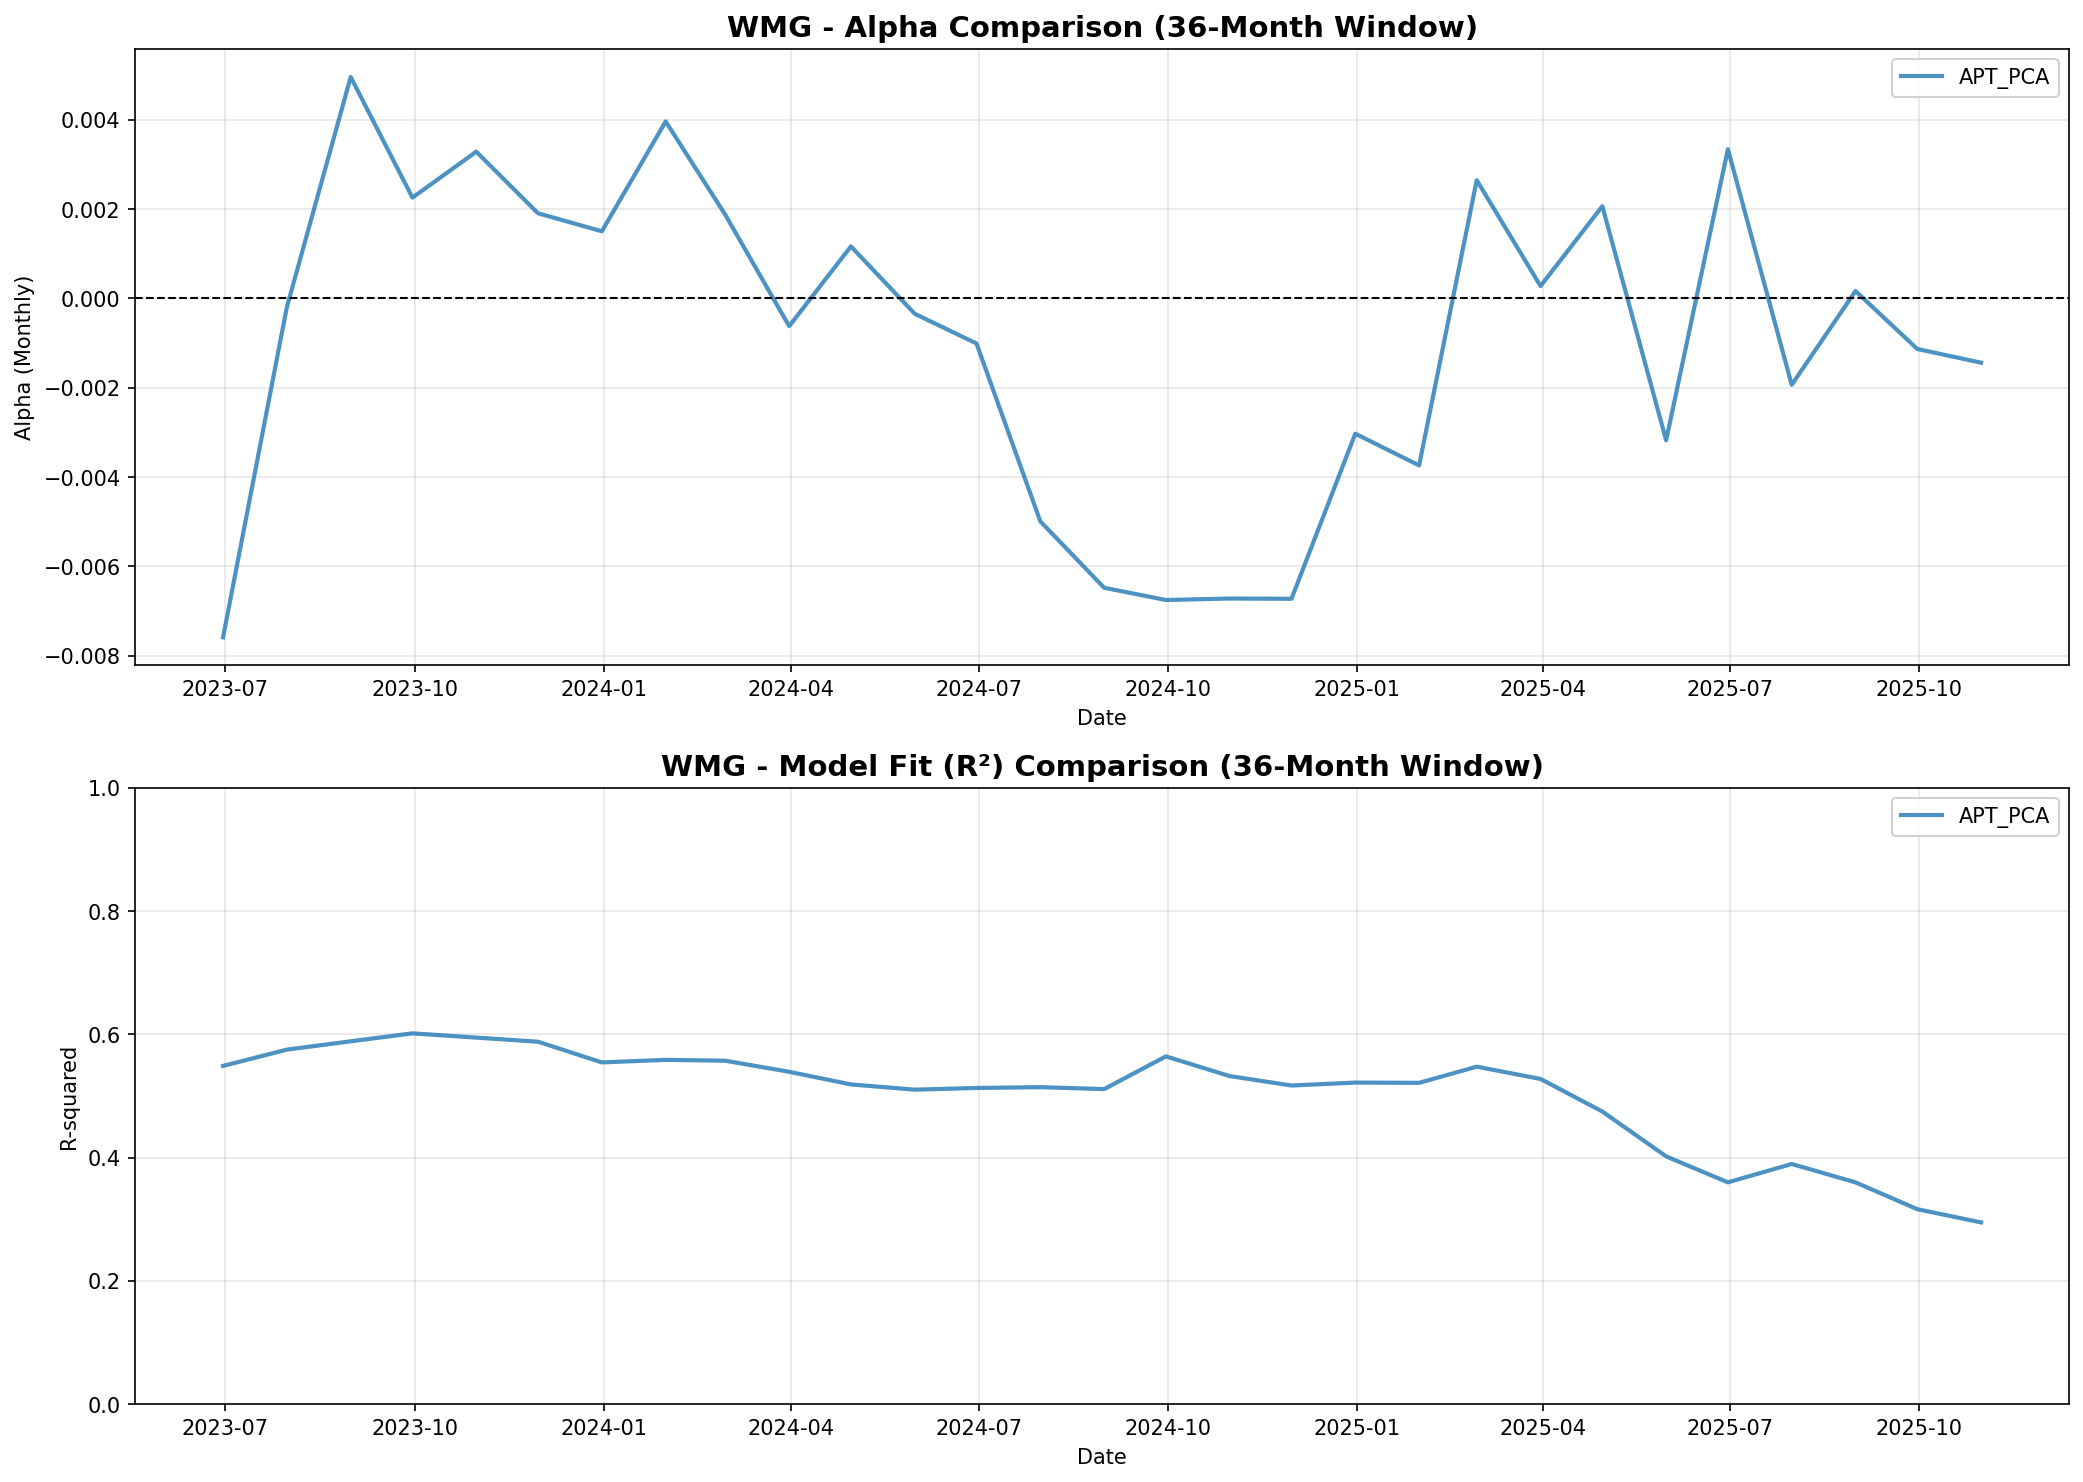 WMG - Alpha Comparison (36-Month Window)
APT_PCA
0.004
0.002
0.000
−0.002
−0.004
−0.006
−0.008
Alpha (Monthly)
2023-07 2023-10 2024-01 2024-04 2024-07 2024-10 2025-01 2025-04 2025-07 2025-10
Date
WMG - Model Fit (R²) Comparison (36-Month Window)
APT_PCA
1.0
0.8
0.6
0.4
0.2
0.0
R-squared
2023-07 2023-10 2024-01 2024-04 2024-07 2024-10 2025-01 2025-04 2025-07 2025-10
Date